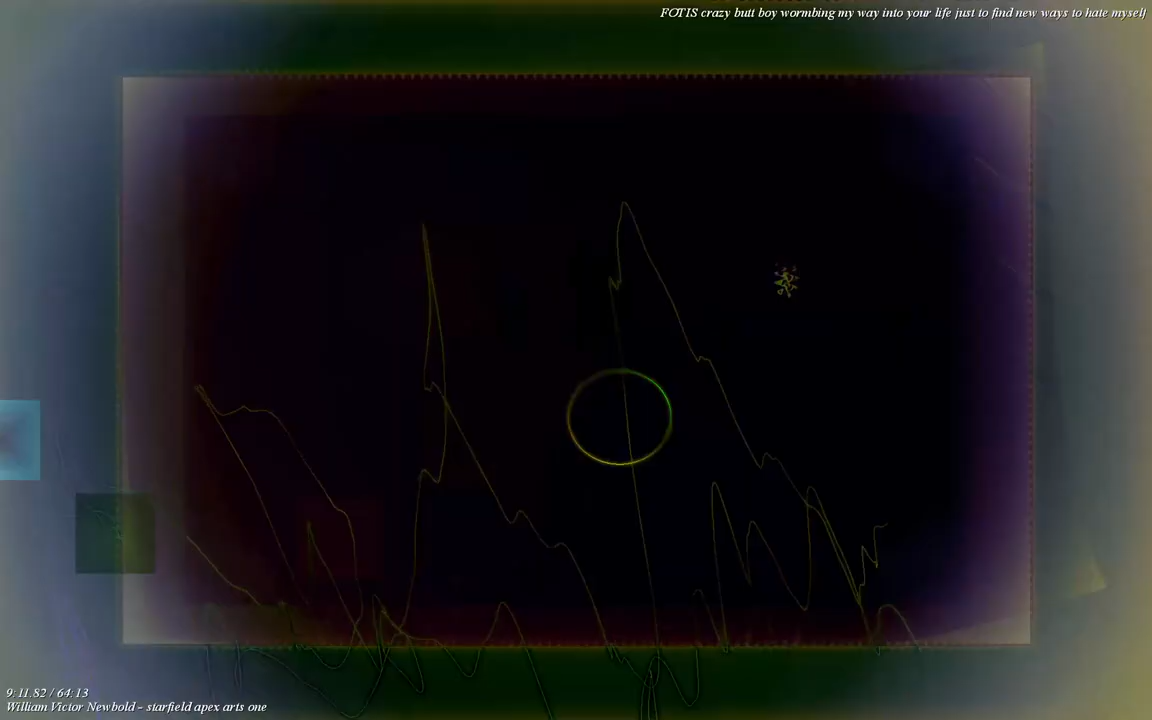 FOTIS crazy butt boy wormbing my way into your life just to find new ways to hate myself
9:11.82 / 64:13
William Victor Newbold - starfield apex arts one